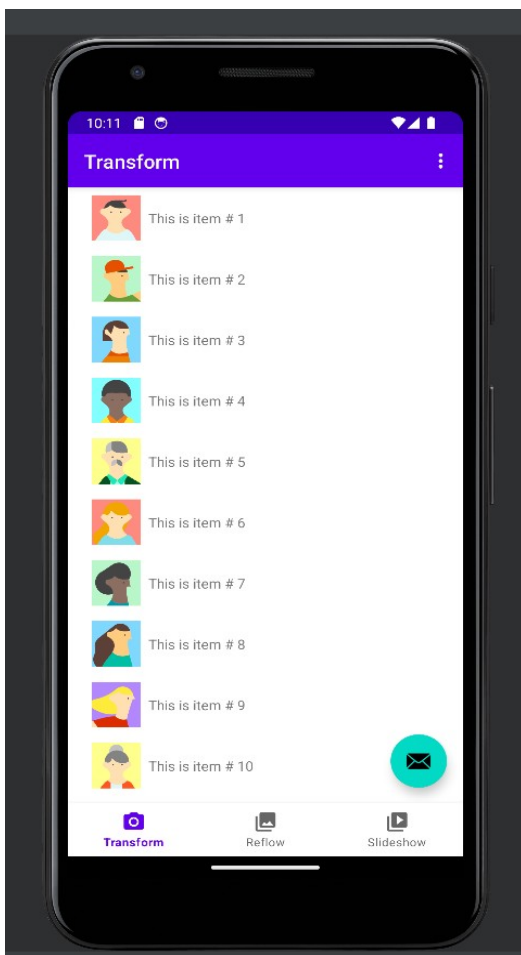 10:11
Transform
This is item # 1
This is item # 2
This is item # 3
This is item # 4
This is item # 5
This is item # 6
This is item # 7
This is item # 8
This is item # 9
This is item # 10
Transform Reflow Slideshow